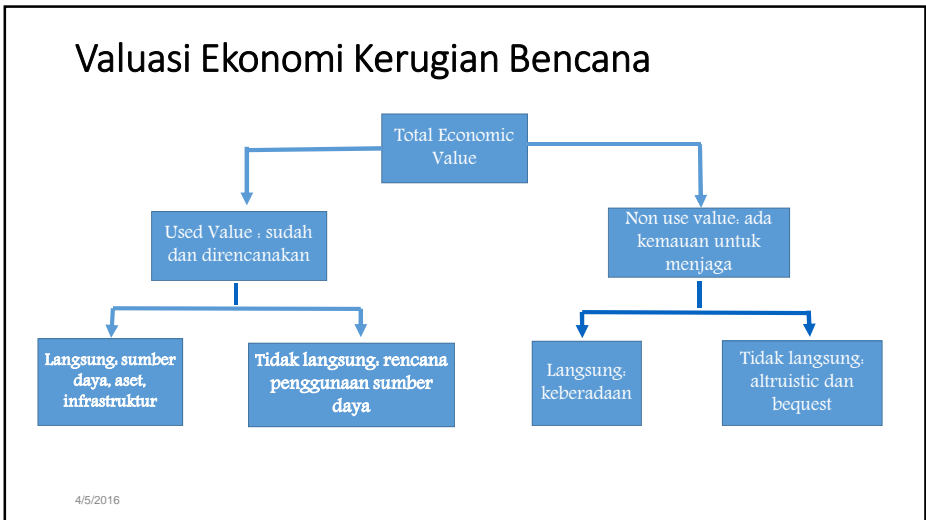 Valuasi Ekonomi Kerugian Bencana
Total Economic
Value
Used Value : sudah
dan direncanakan
Non use value: ada
kemauan untuk
menjaga
Langsung: sumber
daya, aset,
infrastruktur
Tidak langsung: rencana
penggunaan sumber
daya
Langsung:
keberadaan
Tidak langsung:
altruistic dan
bequest
4/5/2016